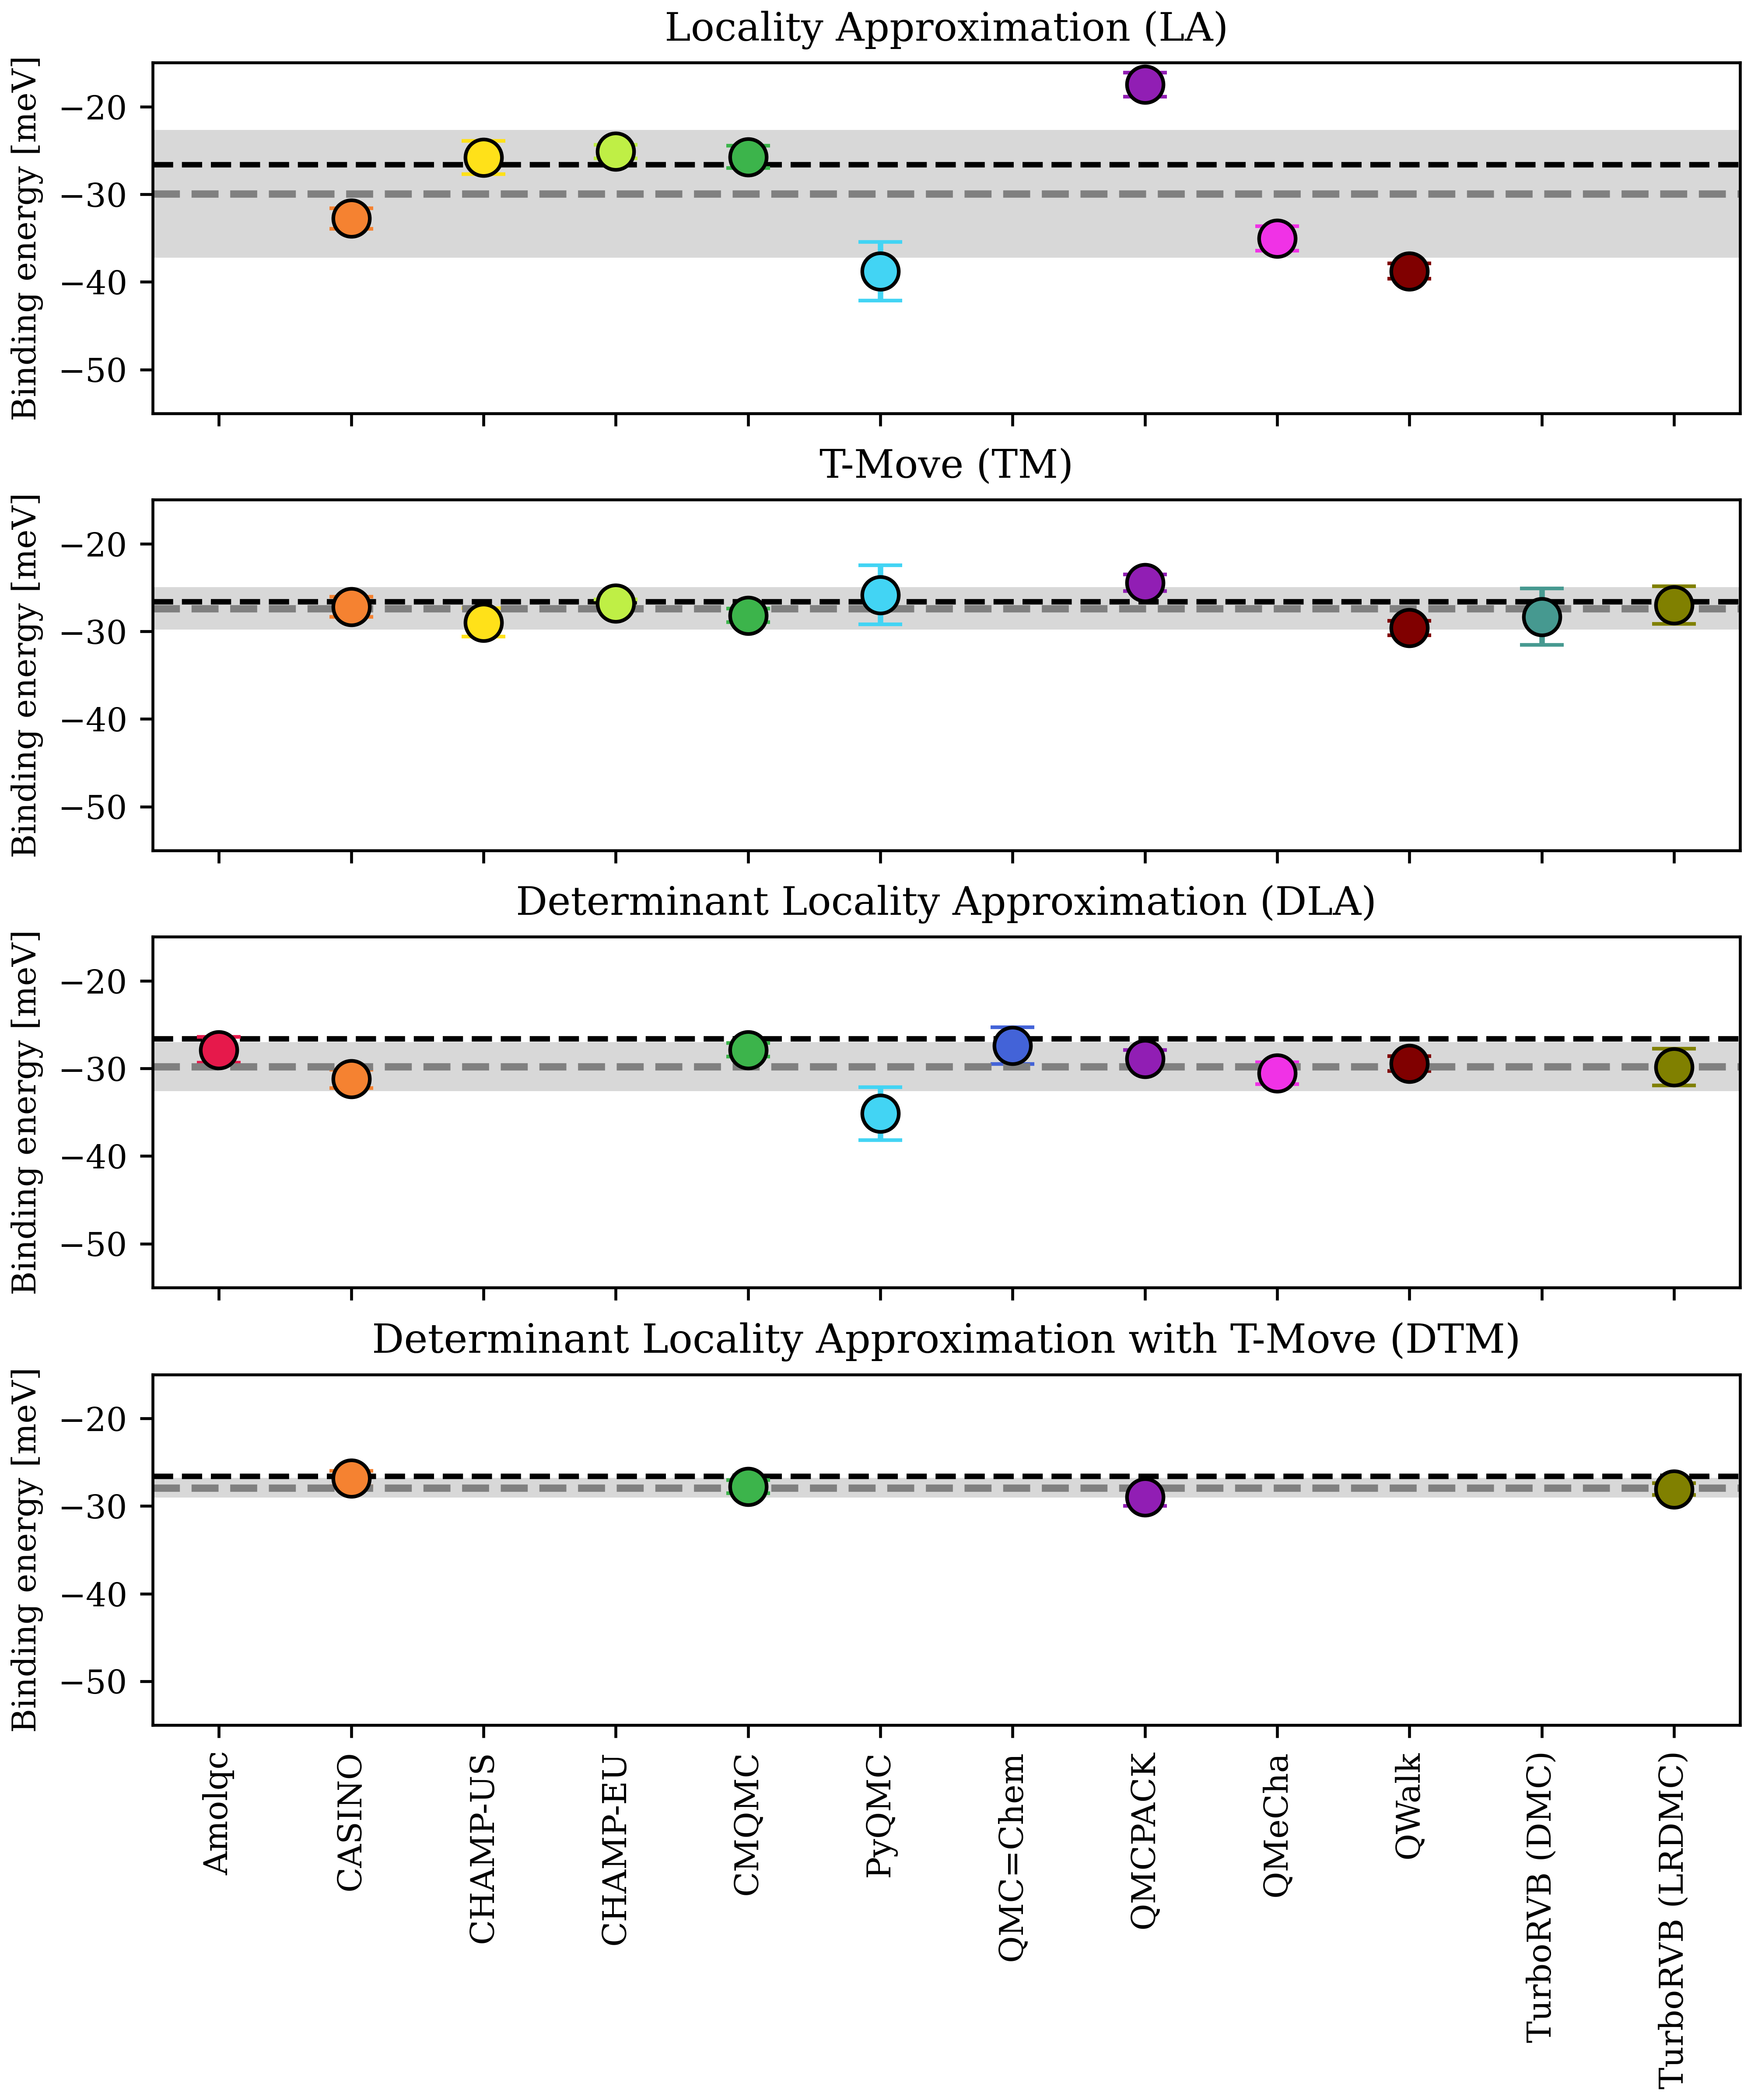 Locality Approximation (LA)
Binding energy [meV]
−20
−30
−40
−50
T-Move (TM)
Binding energy [meV]
−20
−30
−40
−50
Determinant Locality Approximation (DLA)
Binding energy [meV]
−20
−30
−40
−50
Determinant Locality Approximation with T-Move (DTM)
Binding energy [meV]
−20
−30
−40
−50
Amolqc
CASINO
CHAMP-US
CHAMP-EU
CMQMC
PyQMC
QMC=Chem
QMCPACK
QMeCha
QWalk
TurboRVB (DMC)
TurboRVB (LRDMC)